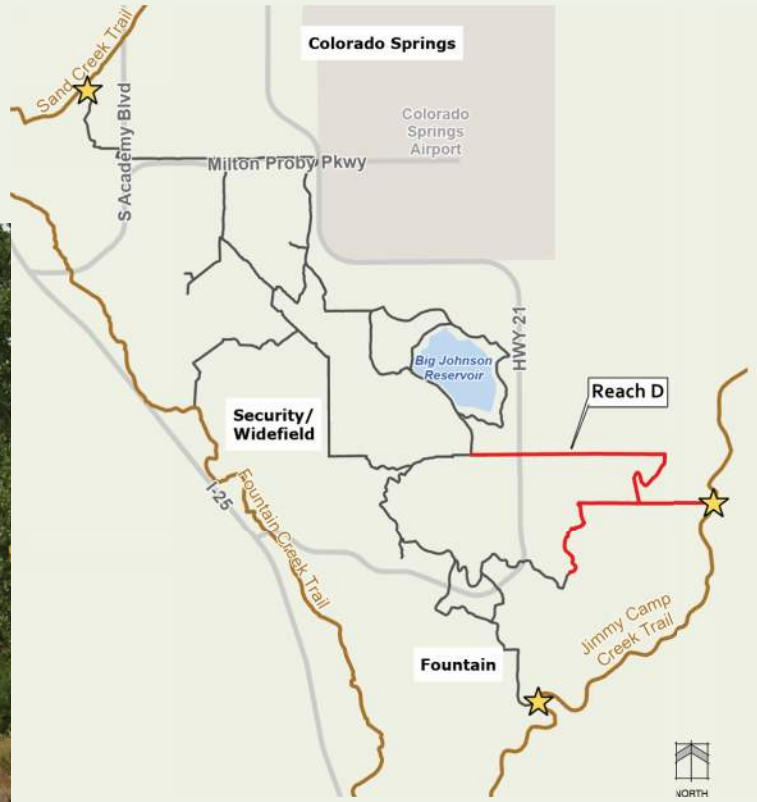 Colorado Springs
Sand Creek Trail
S Academy Blvd
Colorado
Springs
Airport
Milton Proby Pkwy
HWY 21
Big Johnson
Reservoir
Reach D
Security/
Widefield
I-25
Fountain Creek Trail
Jimmy Camp
Creek Trail
Fountain
NORTH